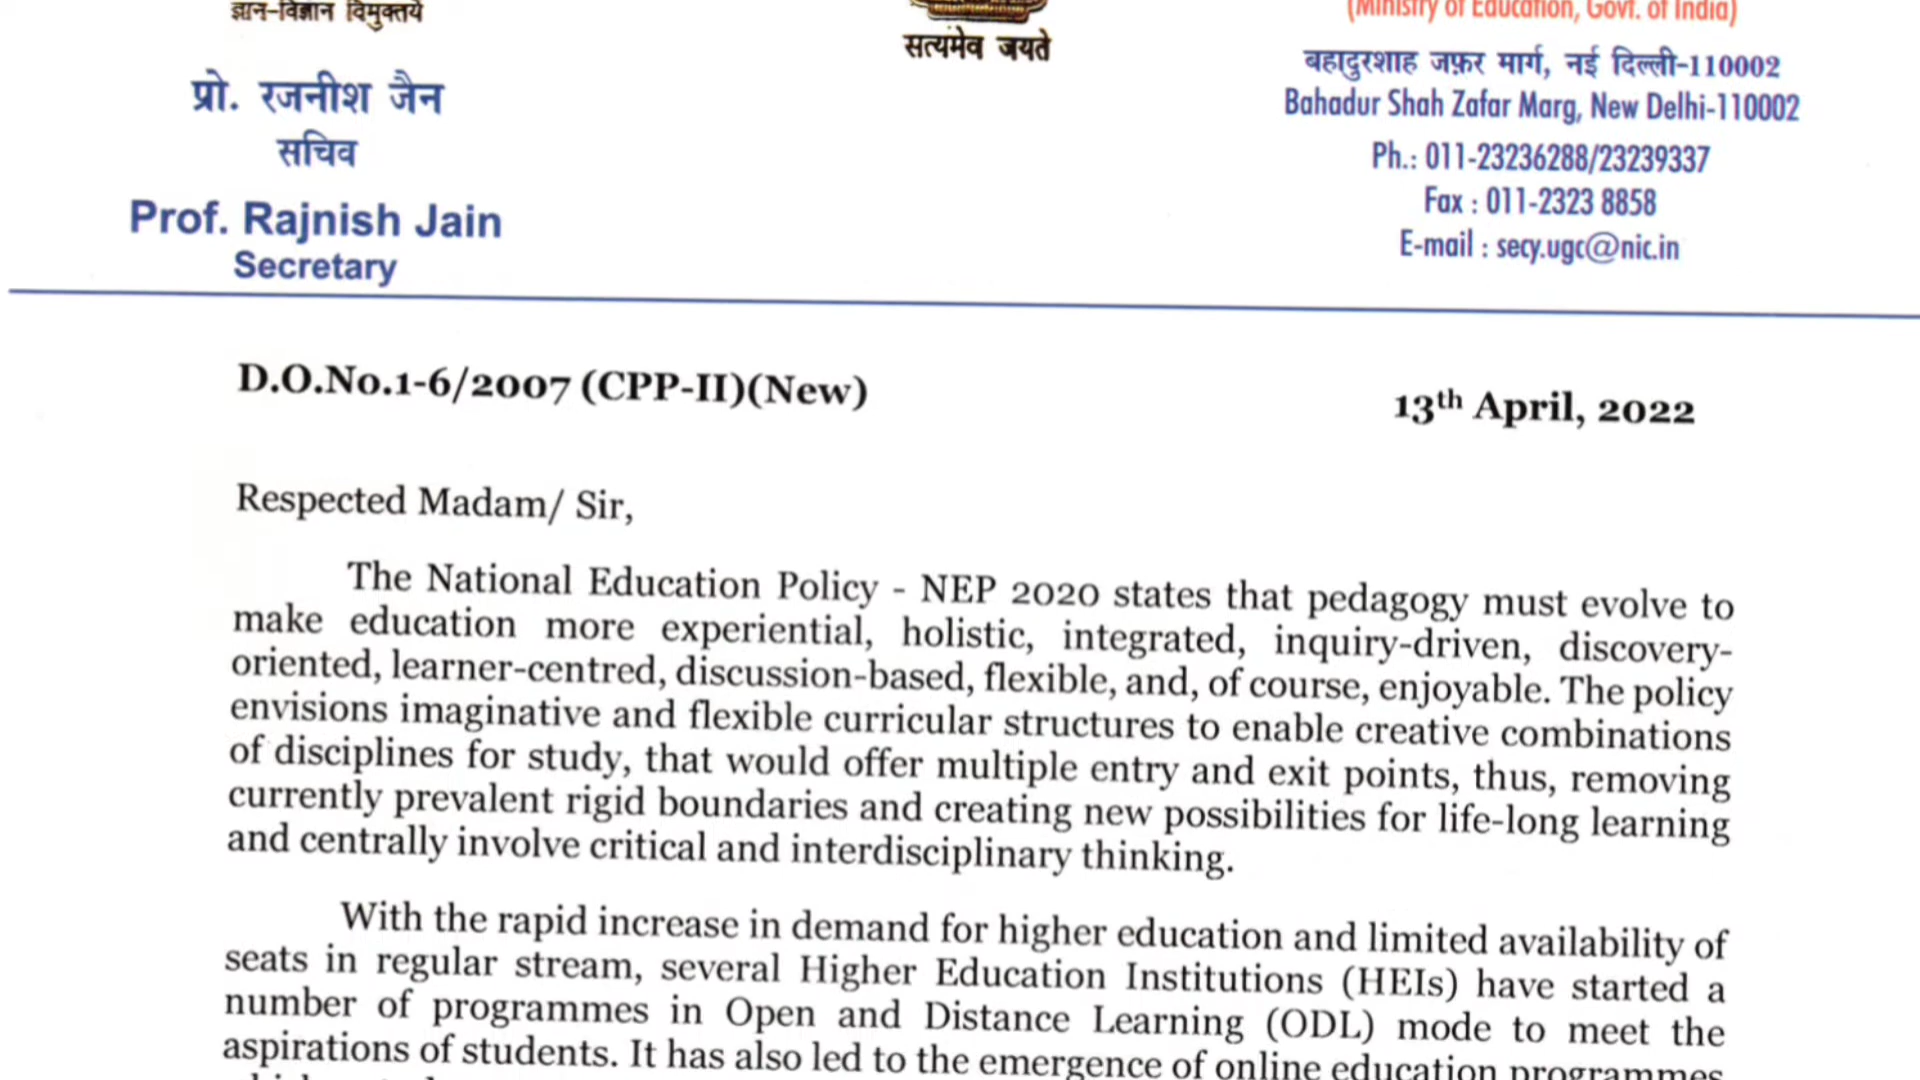 ज्ञान-विज्ञान विमुक्तये
सत्यमेव जयते
(Ministry of Education, Govt. of India)
प्रो. रजनीश जैन
सचिव
Prof. Rajnish Jain
Secretary
बहादुरशाह जफ़र मार्ग, नई दिल्ली-110002
Bahadur Shah Zafar Marg, New Delhi-110002
Ph.: 011-23236288/23239337
Fax : 011-2323 8858
E-mail : secy.ugc@nic.in
D.O.No.1-6/2007 (CPP-II)(New)
13th April, 2022
Respected Madam/ Sir,
The National Education Policy - NEP 2020 states that pedagogy must evolve to
make education more experiential, holistic, integrated, inquiry-driven, discovery-
oriented, learner-centred, discussion-based, flexible, and, of course, enjoyable. The policy
envisions imaginative and flexible curricular structures to enable creative combinations
of disciplines for study, that would offer multiple entry and exit points, thus, removing
currently prevalent rigid boundaries and creating new possibilities for life-long learning
and centrally involve critical and interdisciplinary thinking.
With the rapid increase in demand for higher education and limited availability of
seats in regular stream, several Higher Education Institutions (HEIs) have started a
number of programmes in Open and Distance Learning (ODL) mode to meet the
aspirations of students. It has also led to the emergence of online education programmes